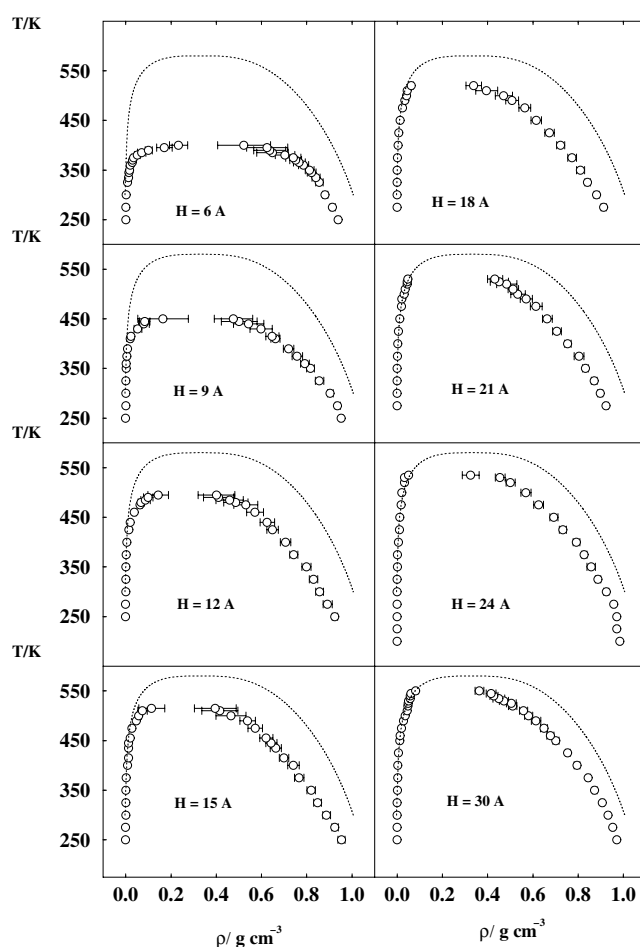 T/K
550
450
350
250
H = 6 A
H = 18 A
T/K
550
450
350
250
H = 9 A
H = 21 A
T/K
550
450
350
250
H = 12 A
H = 24 A
T/K
550
450
350
250
H = 15 A
H = 30 A
0.0 0.2 0.4 0.6 0.8 1.0 0.0 0.2 0.4 0.6 0.8 1.0
ρ/ g cm⁻³ ρ/ g cm⁻³